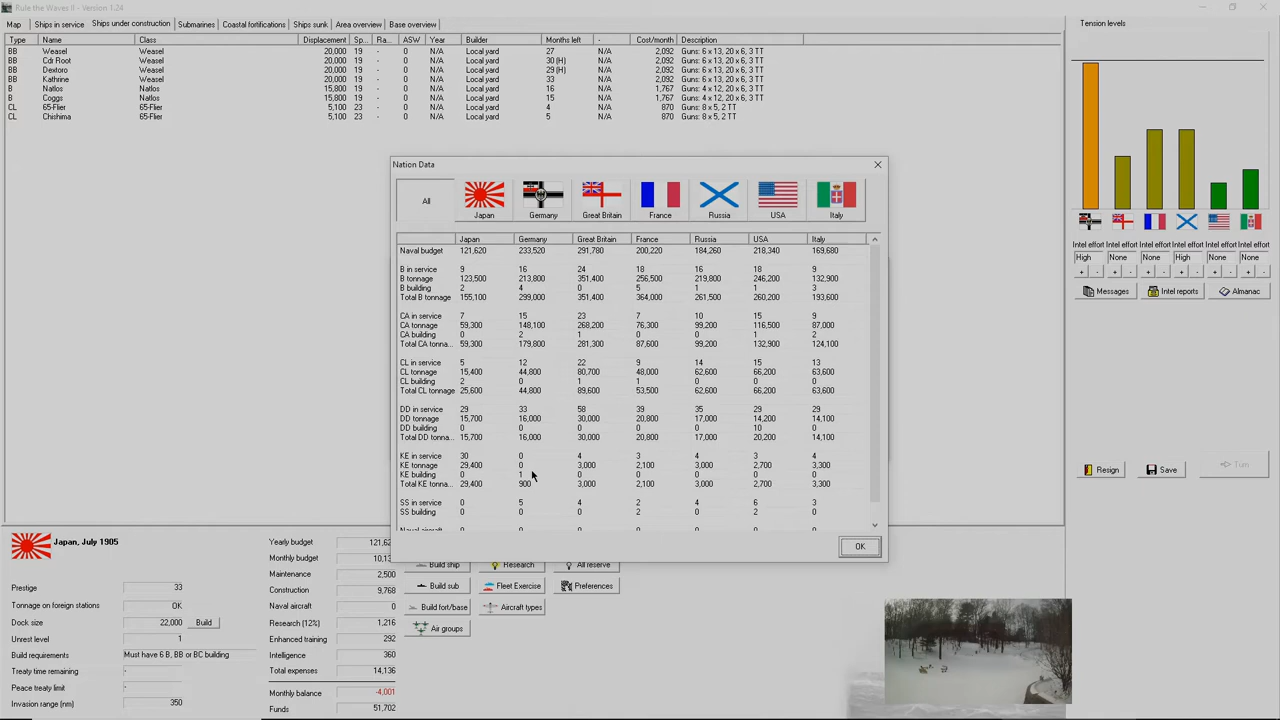 Rule the Waves II - Version 1.24
Map Ships in service Ships under construction Submarines Coastal fortifications Ships sunk Area overview Base overview
Type Name Class Displacement Sp... Ra... ASW Year Builder Months left - Cost/month Description
BB Weasel Weasel 20,000 19 - 0 N/A Local yard 27 N/A 2,092 Guns: 6 x 13, 20 x 6, 3 TT
BB Cdr Root Weasel 20,000 19 - 0 N/A Local yard 30 (H) N/A 2,092 Guns: 6 x 13, 20 x 6, 3 TT
BB Dextoro Weasel 20,000 19 - 0 N/A Local yard 29 (H) N/A 2,092 Guns: 6 x 13, 20 x 6, 3 TT
BB Kathrine Weasel 20,000 19 - 0 N/A Local yard 33 N/A 2,092 Guns: 6 x 13, 20 x 6, 3 TT
B Natlos Natlos 15,800 19 - 0 N/A Local yard 16 N/A 1,767 Guns: 4 x 12, 20 x 6, 3 TT
B Coggs Natlos 15,800 19 - 0 N/A Local yard 15 N/A 1,767 Guns: 4 x 12, 20 x 6, 3 TT
CL 65-Flier 65-Flier 5,100 23 - 0 N/A Local yard 4 N/A 870 Guns: 8 x 5, 2 TT
CL Chishima 65-Flier 5,100 23 - 0 N/A Local yard 5 N/A 870 Guns: 8 x 5, 2 TT
Tension levels
Intel effort Intel effort Intel effort Intel effort Intel effort Intel effort
High None None None None None
+ - + - + - + - + - + -
Messages Intel reports Almanac
Resign Save Turn
Nation Data
All Japan Germany Great Britain France Russia USA Italy
Japan Germany Great Britain France Russia USA Italy
Naval budget 121,620 233,520 291,780 200,220 184,260 218,340 169,680
B in service 9 16 24 18 16 18 9
B tonnage 123,500 213,800 351,400 256,500 219,800 246,200 132,900
B building 2 4 0 5 1 1 3
Total B tonnage 155,100 299,000 351,400 364,000 261,500 260,200 193,600
CA in service 7 15 23 7 10 15 9
CA tonnage 59,300 148,100 268,200 76,300 99,200 116,500 87,000
CA building 0 2 1 0 0 1 2
Total CA tonna... 59,300 179,800 281,300 87,600 99,200 132,900 124,100
CL in service 5 12 22 9 14 15 13
CL tonnage 15,400 44,800 80,700 48,000 62,600 66,200 63,600
CL building 2 0 1 1 0 0 0
Total CL tonna... 25,600 44,800 89,600 53,500 62,600 66,200 63,600
DD in service 29 33 58 39 35 29 29
DD tonnage 15,700 16,000 30,000 20,800 17,000 14,200 14,100
DD building 0 0 0 0 0 10 0
Total DD tonna... 15,700 16,000 30,000 20,800 17,000 20,200 14,100
KE in service 30 0 4 3 4 3 4
KE tonnage 29,400 0 3,000 2,100 3,000 2,700 3,300
KE building 0 1 0 0 0 0 0
Total KE tonna... 29,400 900 3,000 2,100 3,000 2,700 3,300
SS in service 0 5 4 2 4 6 3
SS building 0 0 0 2 0 2 0
OK
Japan, July 1905
Prestige 33
Tonnage on foreign stations OK
Dock size 22,000 Build
Unrest level 1
Build requirements Must have 6 B, BB or BC building
Treaty time remaining -
Peace treaty limit -
Invasion range (nm) 350
Yearly budget 121,62
Monthly budget 10,13
Maintenance 2,500
Construction 9,768
Naval aircraft 0
Research (12%) 1,216
Enhanced training 292
Intelligence 360
Total expenses 14,136
Monthly balance -4,001
Funds 51,702
Build ship Research All reserve
Build sub Fleet Exercise Preferences
Build fort/base Aircraft types
Air groups